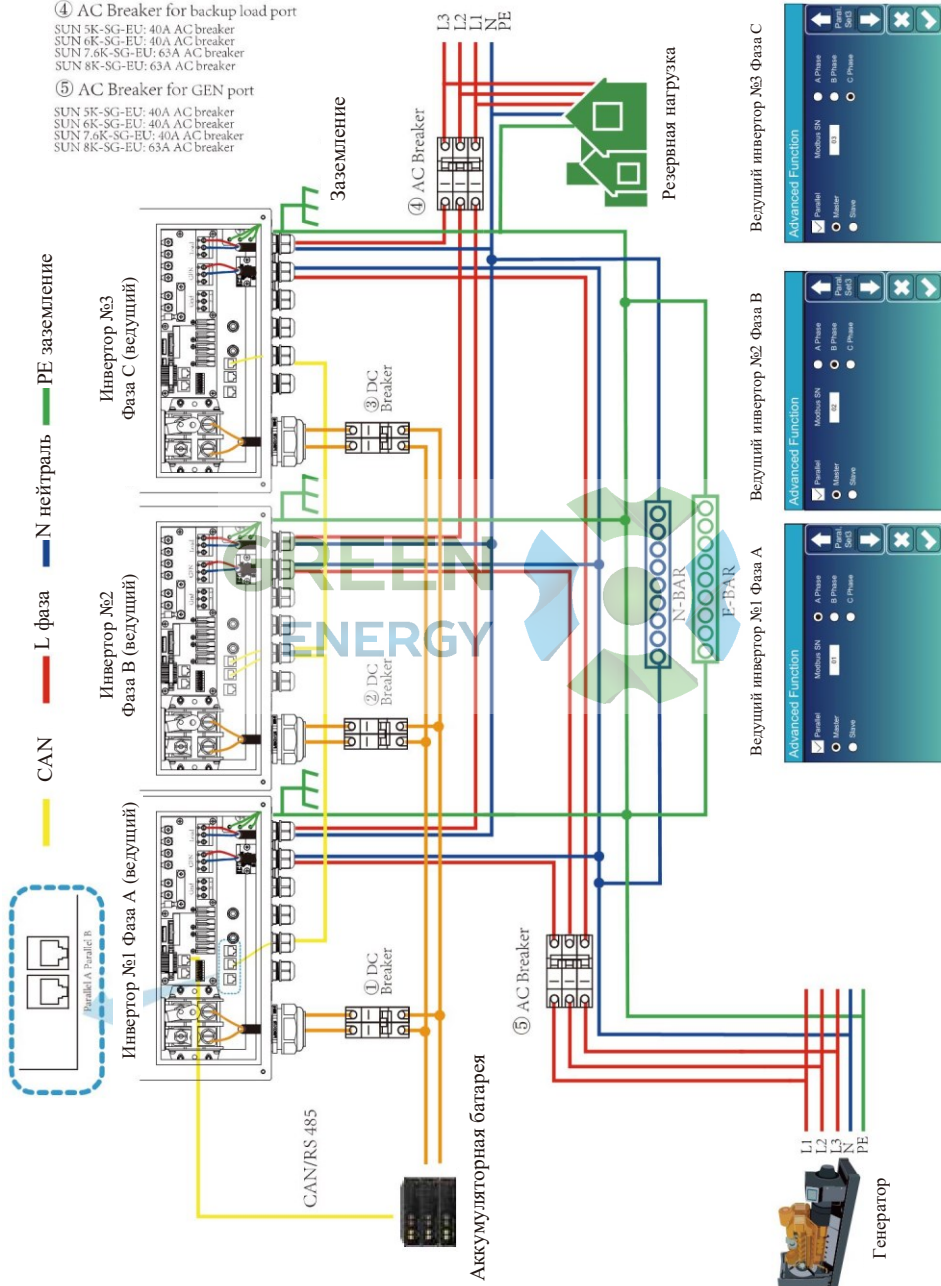 ④ AC Breaker for backup load port
SUN 5K-SG-EU: 40A AC breaker
SUN 6K-SG-EU: 40A AC breaker
SUN 7.6K-SG-EU: 63A AC breaker
SUN 8K-SG-EU: 63A AC breaker
⑤ AC Breaker for GEN port
SUN 5K-SG-EU: 40A AC breaker
SUN 6K-SG-EU: 40A AC breaker
SUN 7.6K-SG-EU: 40A AC breaker
SUN 8K-SG-EU: 63A AC breaker
CAN
L фаза
N нейтраль
PE заземление
Parallel A Parallel B
Инвертор №1 Фаза A (ведущий)
Инвертор №2
Фаза B (ведущий)
Инвертор №3
Фаза C (ведущий)
Grid
GEN
Load
Grid
GEN
Load
Grid
GEN
Load
Заземление
L3
L2
L1
N
PE
④ AC Breaker
Резервная нагрузка
① DC
Breaker
② DC
Breaker
③ DC
Breaker
CAN/RS 485
Аккумуляторная батарея
⑤ AC Breaker
GREEN
ENERGY
N-BAR
E-BAR
L1
L2
L3
N
PE
Генератор
Ведущий инвертор №1 Фаза A
Advanced Function
Parallel
Master
Slave
Modbus SN
01
A Phase
B Phase
C Phase
Paral.
Set3
Ведущий инвертор №2 Фаза B
Advanced Function
Parallel
Master
Slave
Modbus SN
02
A Phase
B Phase
C Phase
Paral.
Set3
Ведущий инвертор №3 Фаза C
Advanced Function
Parallel
Master
Slave
Modbus SN
03
A Phase
B Phase
C Phase
Paral.
Set3